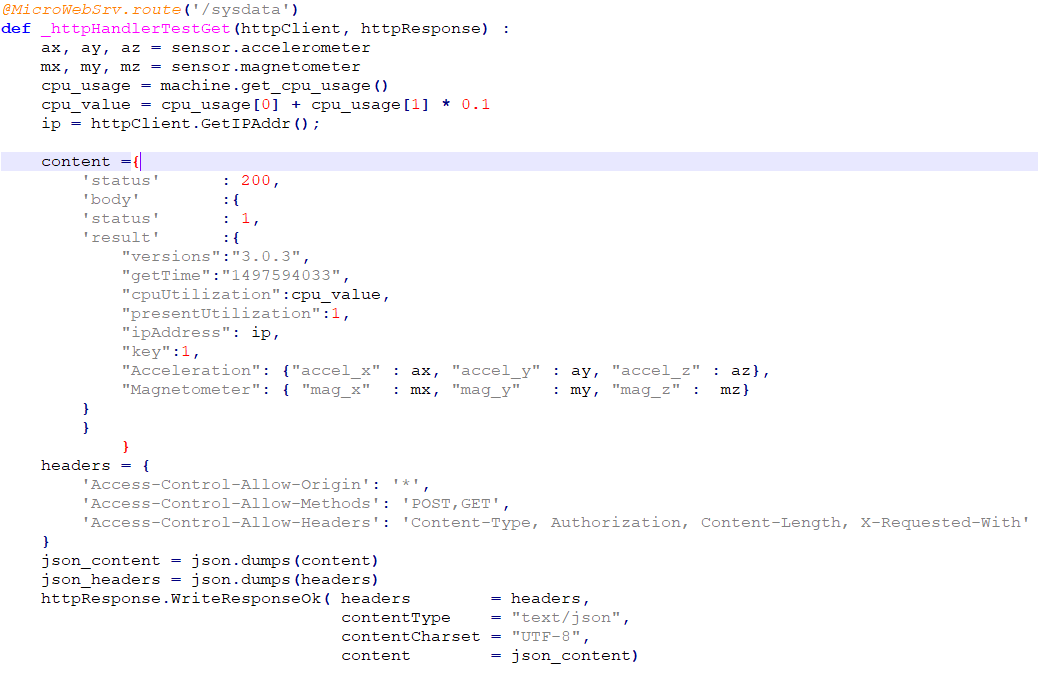 @MicroWebSrv.route('/sysdata')
def _httpHandlerTestGet(httpClient, httpResponse) :
    ax, ay, az = sensor.accelerometer
    mx, my, mz = sensor.magnetometer
    cpu_usage = machine.get_cpu_usage()
    cpu_value = cpu_usage[0] + cpu_usage[1] * 0.1
    ip = httpClient.GetIPAddr();

    content ={
        'status'      : 200,
        'body'        :{
        'status'      : 1,
        'result'      :{
            "versions":"3.0.3",
            "getTime":"1497594033",
            "cpuUtilization":cpu_value,
            "presentUtilization":1,
            "ipAddress": ip,
            "key":1,
            "Acceleration": {"accel_x" : ax, "accel_y" : ay, "accel_z" : az},
            "Magnetometer": { "mag_x"  : mx, "mag_y"   : my, "mag_z" :  mz}
        }
        }
            }
    headers = {
        'Access-Control-Allow-Origin': '*',
        'Access-Control-Allow-Methods': 'POST,GET',
        'Access-Control-Allow-Headers': 'Content-Type, Authorization, Content-Length, X-Requested-With'
    }
    json_content = json.dumps(content)
    json_headers = json.dumps(headers)
    httpResponse.WriteResponseOk( headers        = headers,
                                  contentType    = "text/json",
                                  contentCharset = "UTF-8",
                                  content        = json_content)